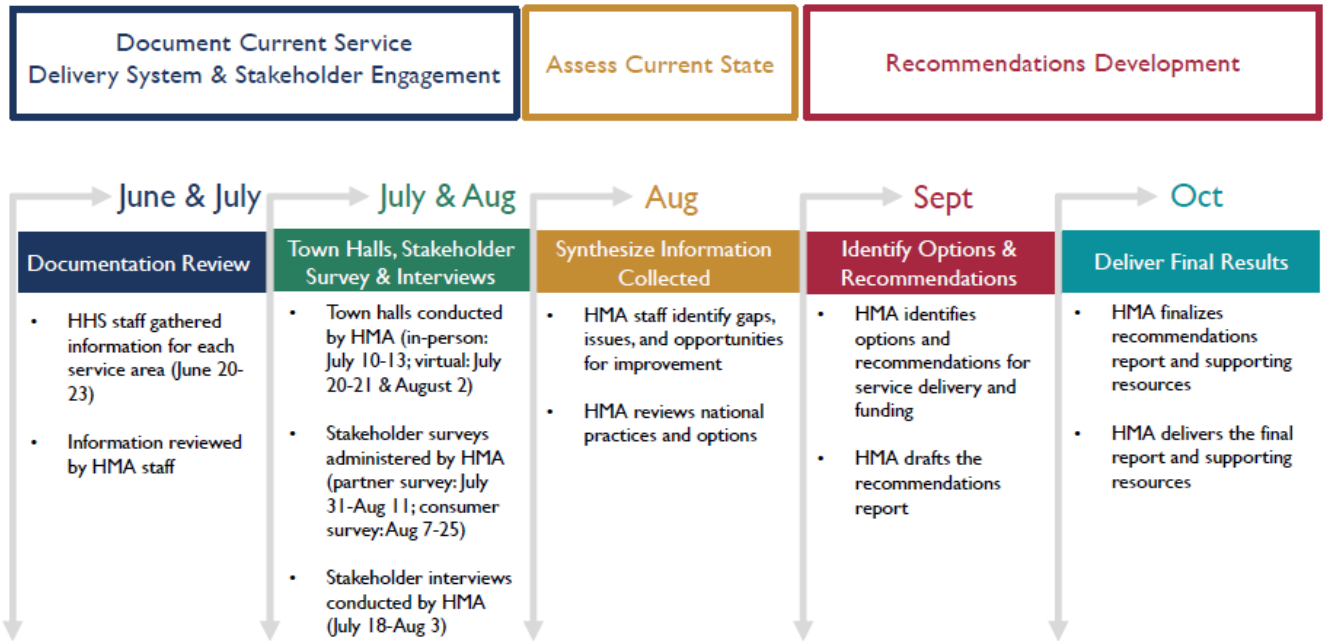 Document Current Service
Delivery System & Stakeholder Engagement
Assess Current State
Recommendations Development
June & July
Documentation Review
• HHS staff gathered
information for each
service area (June 20-
23)
• Information reviewed
by HMA staff
July & Aug
Town Halls, Stakeholder
Survey & Interviews
• Town halls conducted
by HMA (in-person:
July 10-13; virtual: July
20-21 & August 2)
• Stakeholder surveys
administered by HMA
(partner survey: July
31-Aug 11; consumer
survey: Aug 7-25)
• Stakeholder interviews
conducted by HMA
(July 18-Aug 3)
Aug
Synthesize Information
Collected
• HMA staff identify gaps,
issues, and opportunities
for improvement
• HMA reviews national
practices and options
Sept
Identify Options &
Recommendations
• HMA identifies
options and
recommendations for
service delivery and
funding
• HMA drafts the
recommendations
report
Oct
Deliver Final Results
• HMA finalizes
recommendations
report and supporting
resources
• HMA delivers the final
report and supporting
resources